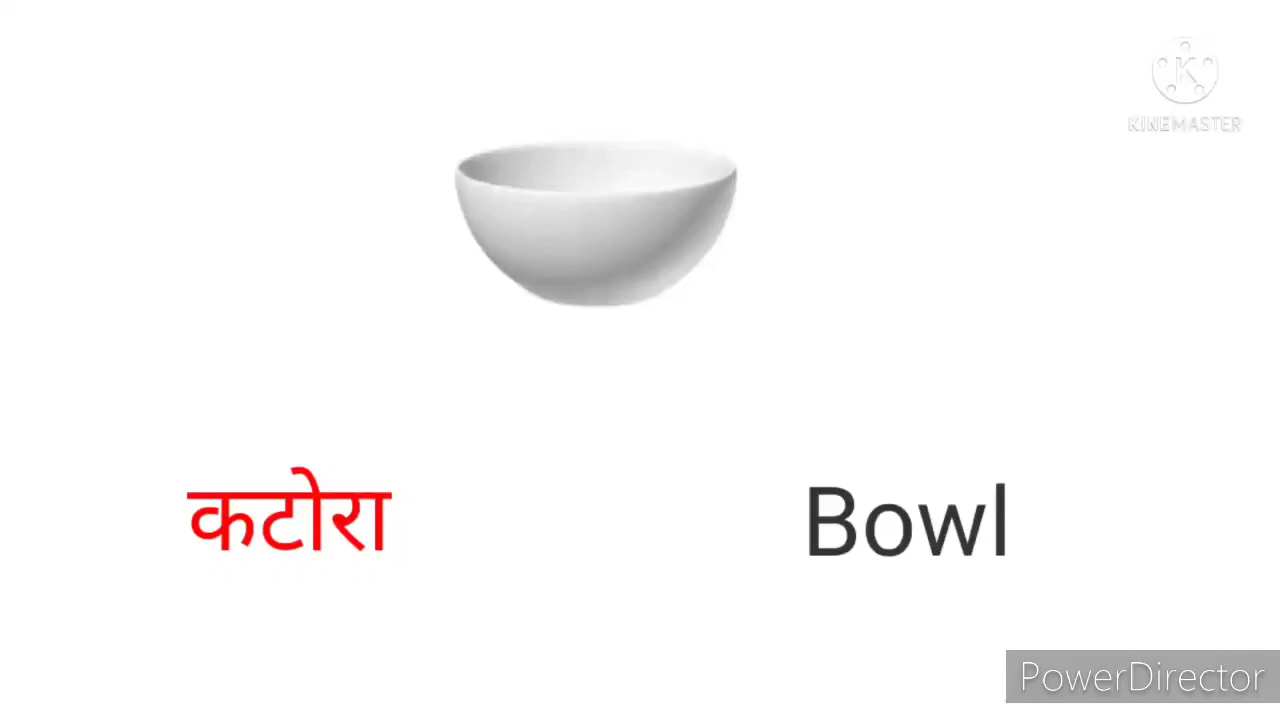 KINEMASTER
कटोरा
Bowl
PowerDirector